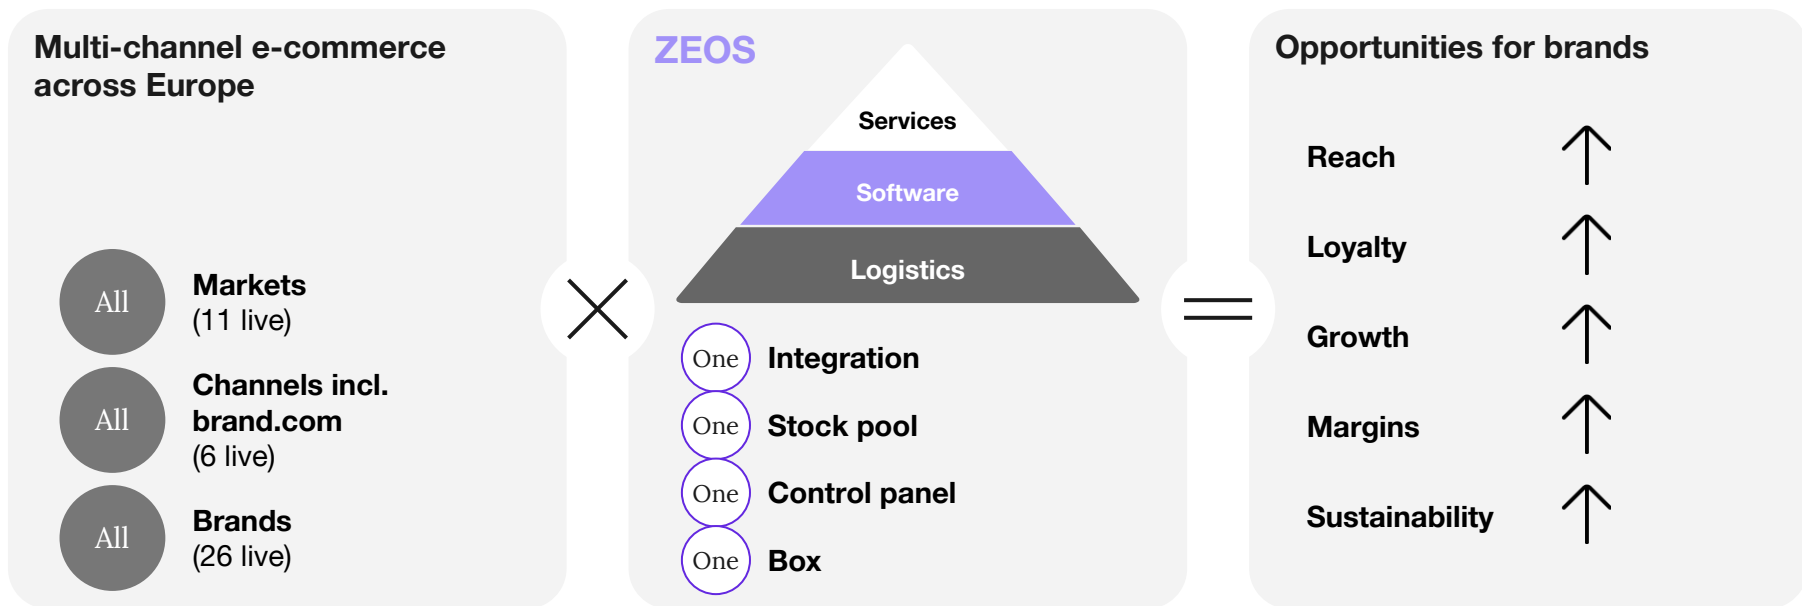 Multi-channel e-commerce
across Europe
All
Markets
(11 live)
All
Channels incl.
brand.com
(6 live)
All
Brands
(26 live)
ZEOS
Services
Software
Logistics
One
Integration
One
Stock pool
One
Control panel
One
Box
Opportunities for brands
Reach
Loyalty
Growth
Margins
Sustainability